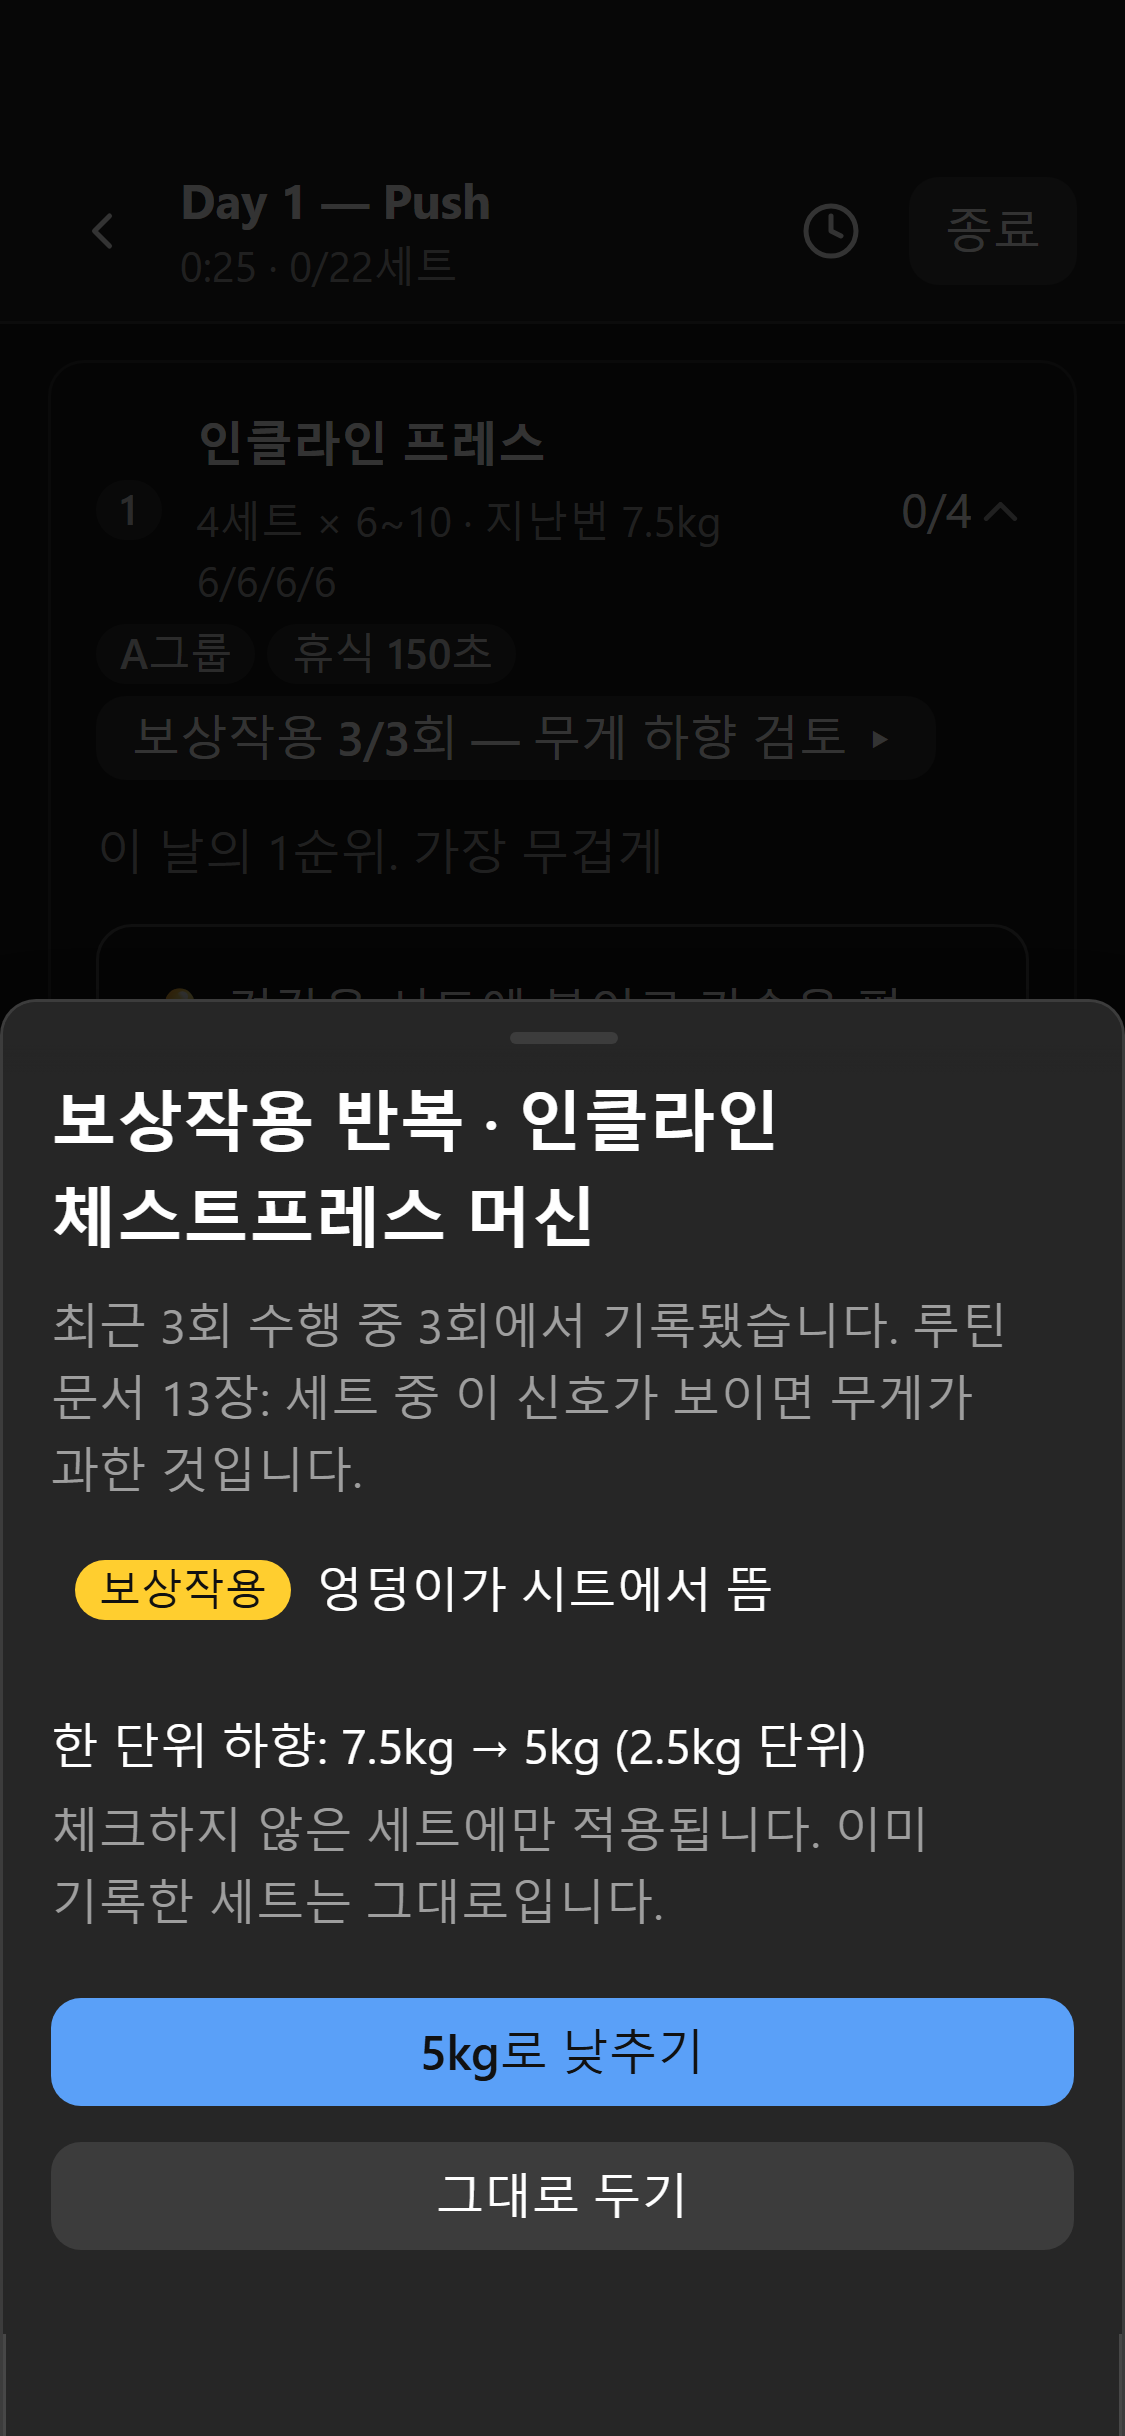 Day 1 — Push
0:25 · 0/22세트
종료
인클라인 프레스
1
4세트 × 6~10 · 지난번 7.5kg
6/6/6/6
0/4
A그룹
휴식 150초
보상작용 3/3회 — 무게 하향 검토 ▸
이 날의 1순위. 가장 무겁게
보상작용 반복 · 인클라인
체스트프레스 머신
최근 3회 수행 중 3회에서 기록됐습니다. 루틴
문서 13장: 세트 중 이 신호가 보이면 무게가
과한 것입니다.
보상작용 엉덩이가 시트에서 뜸
한 단위 하향: 7.5kg → 5kg (2.5kg 단위)
체크하지 않은 세트에만 적용됩니다. 이미
기록한 세트는 그대로입니다.
5kg로 낮추기
그대로 두기